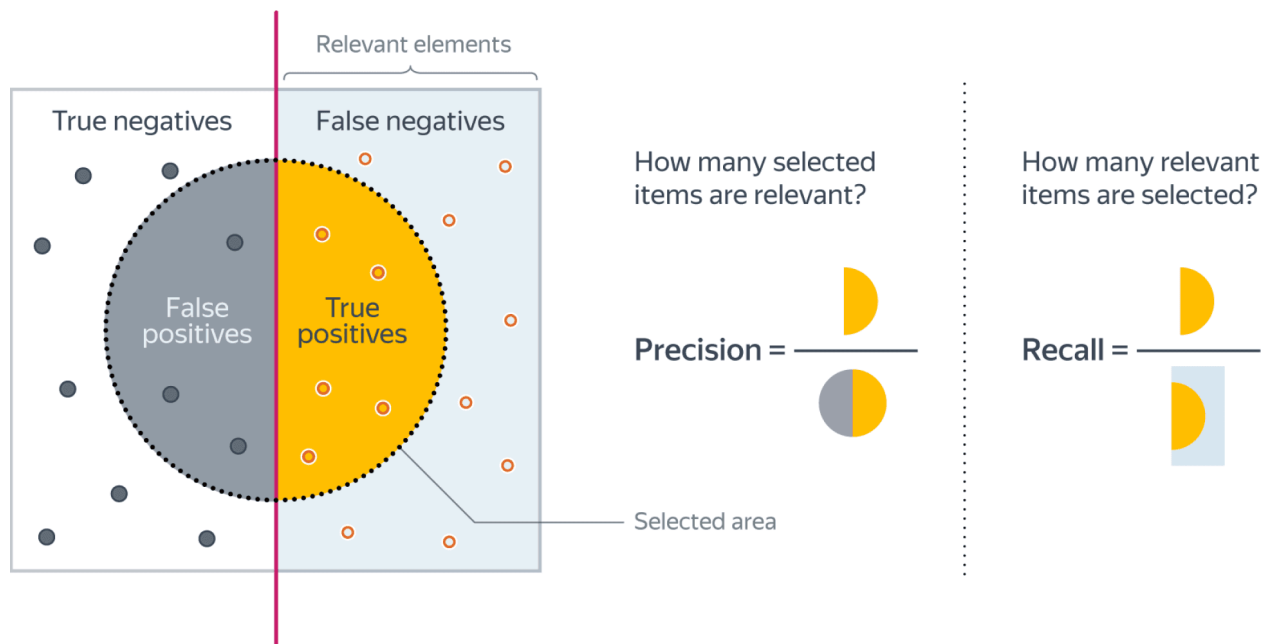 Relevant elements
True negatives
False negatives
False
positives
True
positives
Selected area
How many selected
items are relevant?
Precision =
How many relevant
items are selected?
Recall =